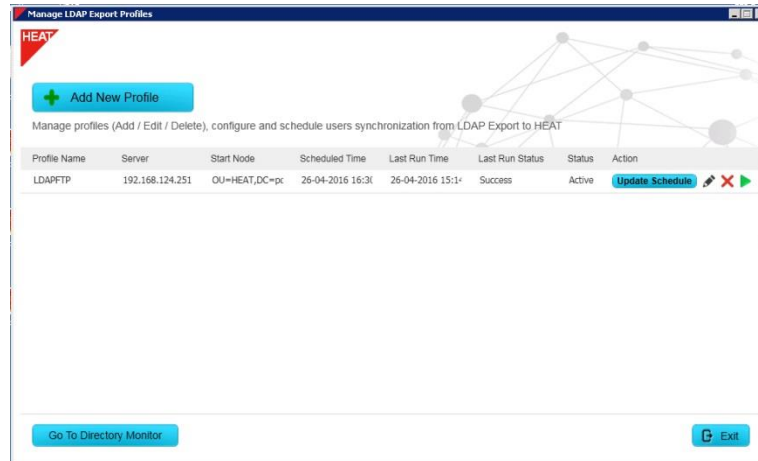 Manage LDAP Export Profiles
HEAT
Add New Profile
Manage profiles (Add / Edit / Delete), configure and schedule users synchronization from LDAP Export to HEAT
Profile Name Server Start Node Scheduled Time Last Run Time Last Run Status Status Action
LDAPFTP 192.168.124.251 OU=HEAT,DC=pc 26-04-2016 16:30 26-04-2016 15:14 Success Active Update Schedule
Go To Directory Monitor Exit